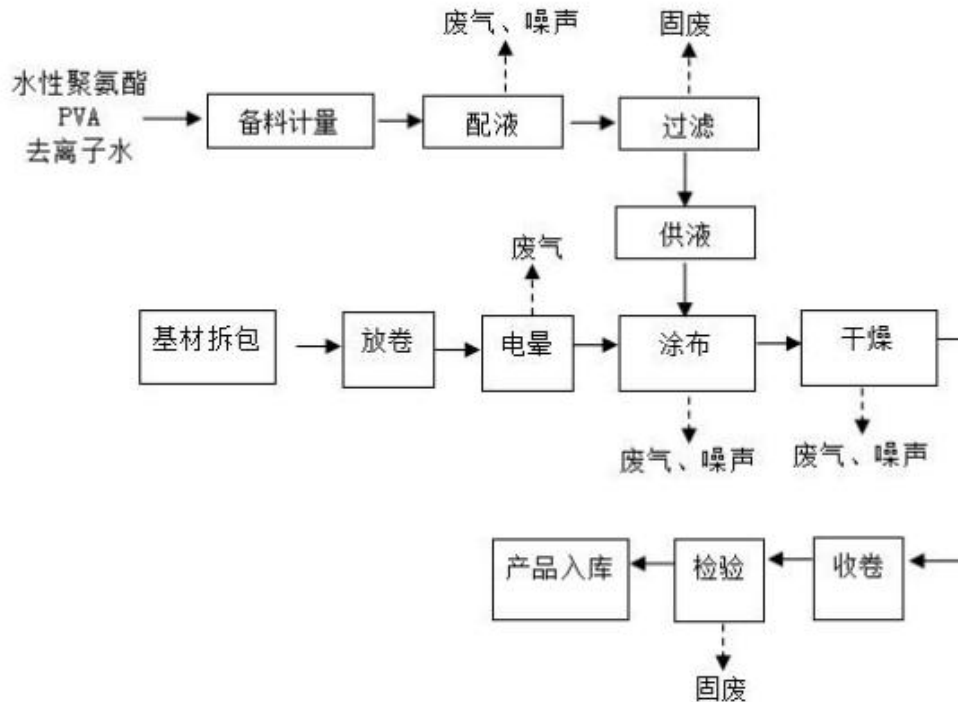 废气、噪声
固废
水性聚氨酯
PVA
去离子水
备料计量
配液
过滤
供液
废气
基材拆包
放卷
电晕
涂布
干燥
废气、噪声
废气、噪声
产品入库
检验
收卷
固废